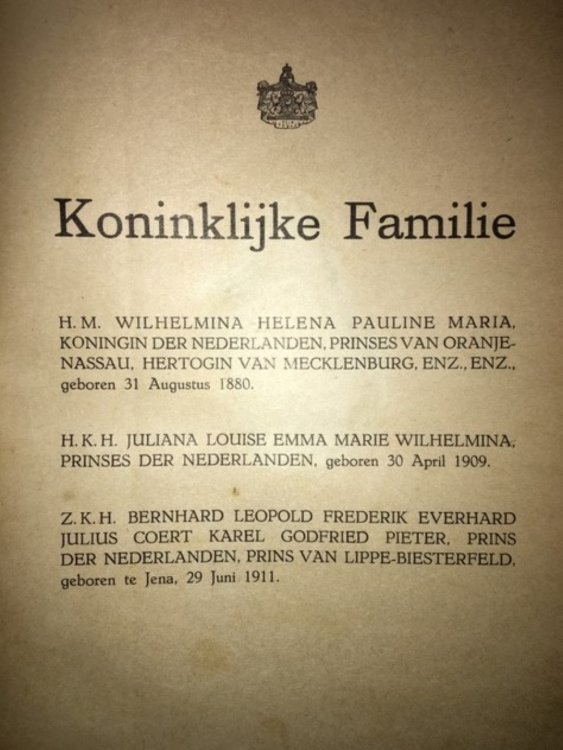 Koninklijke Familie
H. M. WILHELMINA HELENA PAULINE MARIA,
KONINGIN DER NEDERLANDEN, PRINSES VAN ORANJE-
NASSAU, HERTOGIN VAN MECKLENBURG, ENZ., ENZ.,
geboren 31 Augustus 1880.
H. K. H. JULIANA LOUISE EMMA MARIE WILHELMINA,
PRINSES DER NEDERLANDEN, geboren 30 April 1909.
Z. K. H. BERNHARD LEOPOLD FREDERIK EVERHARD
JULIUS COERT KAREL GODFRIED PIETER, PRINS
DER NEDERLANDEN, PRINS VAN LIPPE-BIESTERFELD,
geboren te Jena, 29 Juni 1911.